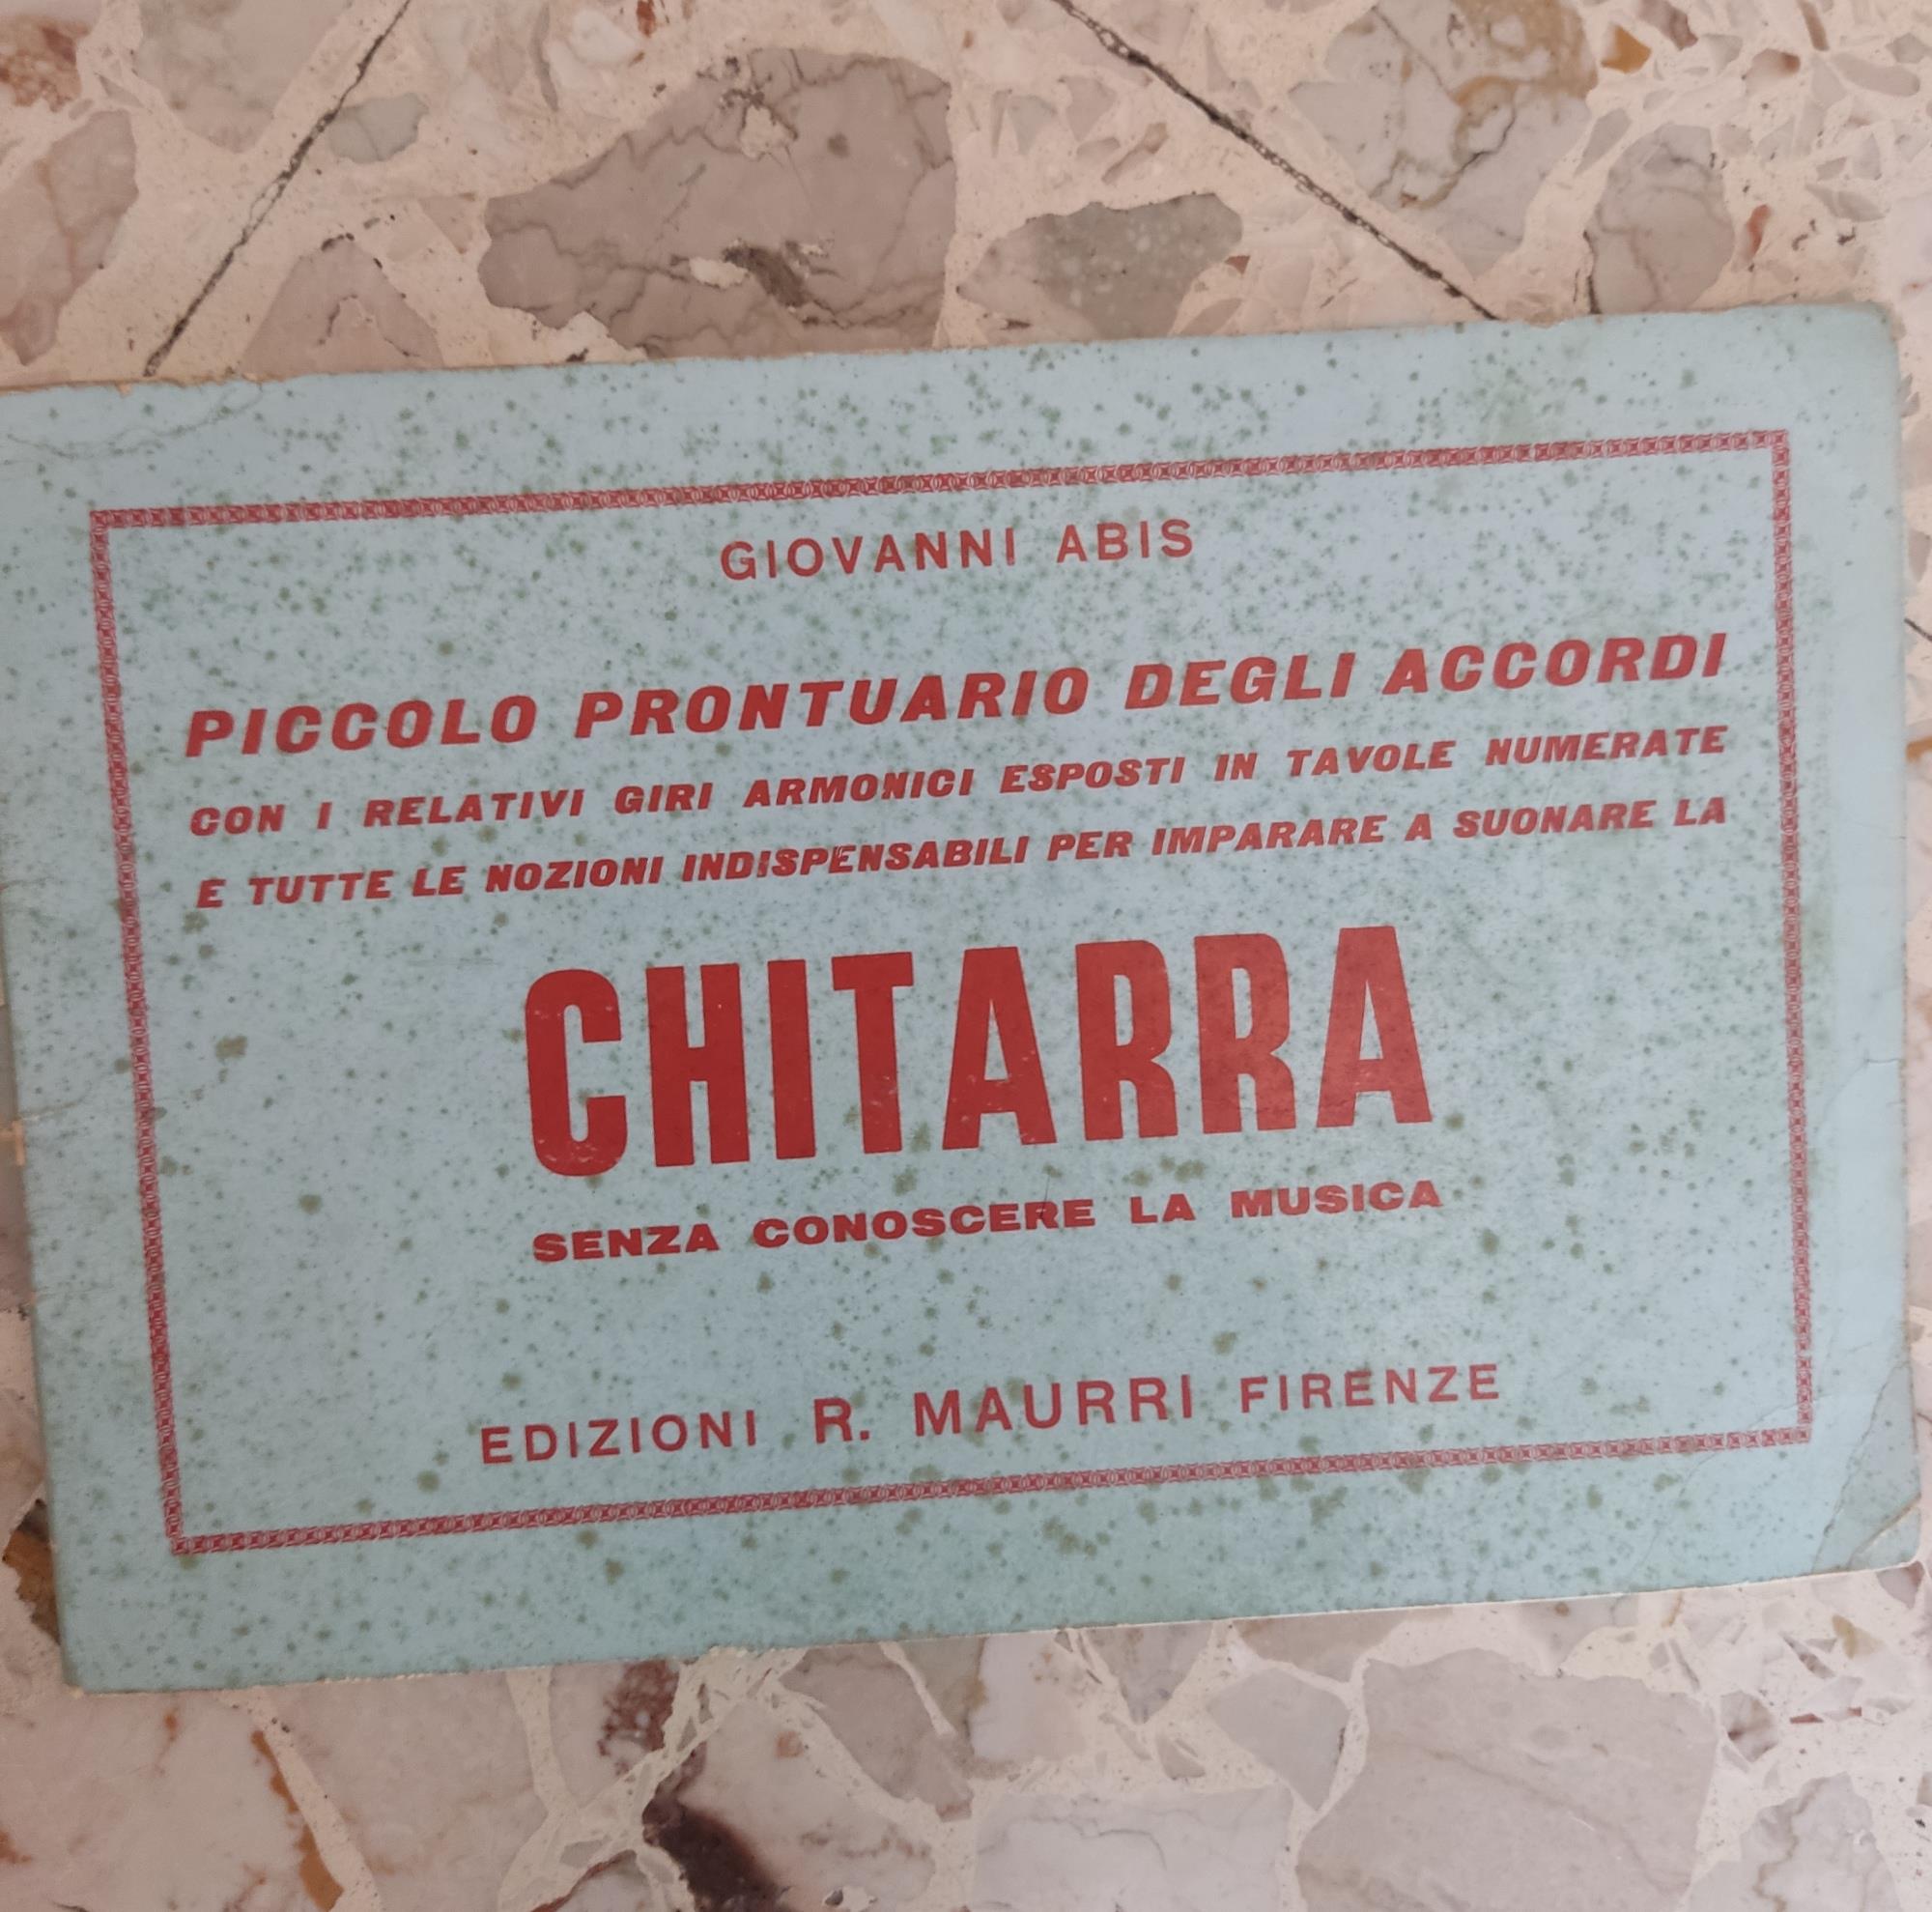 GIOVANNI ABIS
PICCOLO PRONTUARIO DEGLI ACCORDI
CON I RELATIVI GIRI ARMONICI ESPOSTI IN TAVOLE NUMERATE
E TUTTE LE NOZIONI INDISPENSABILI PER IMPARARE A SUONARE LA
CHITARRA
SENZA CONOSCERE LA MUSICA
EDIZIONI R. MAURRI FIRENZE